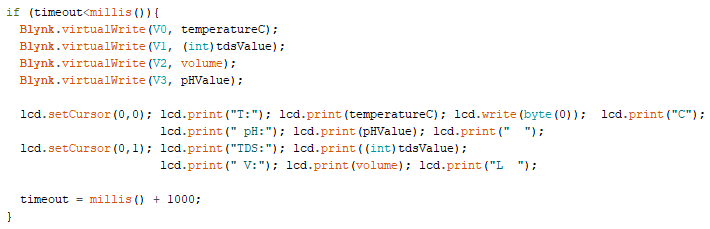 if (timeout<millis()){
  Blynk.virtualWrite(V0, temperatureC);
  Blynk.virtualWrite(V1, (int)tdsValue);
  Blynk.virtualWrite(V2, volume);
  Blynk.virtualWrite(V3, pHValue);

  lcd.setCursor(0,0); lcd.print("T:"); lcd.print(temperatureC); lcd.write(byte(0));  lcd.print("C");
                      lcd.print(" pH:"); lcd.print(pHValue); lcd.print("  ");
  lcd.setCursor(0,1); lcd.print("TDS:"); lcd.print((int)tdsValue);
                      lcd.print(" V:"); lcd.print(volume); lcd.print("L  ");

  timeout = millis() + 1000;
}